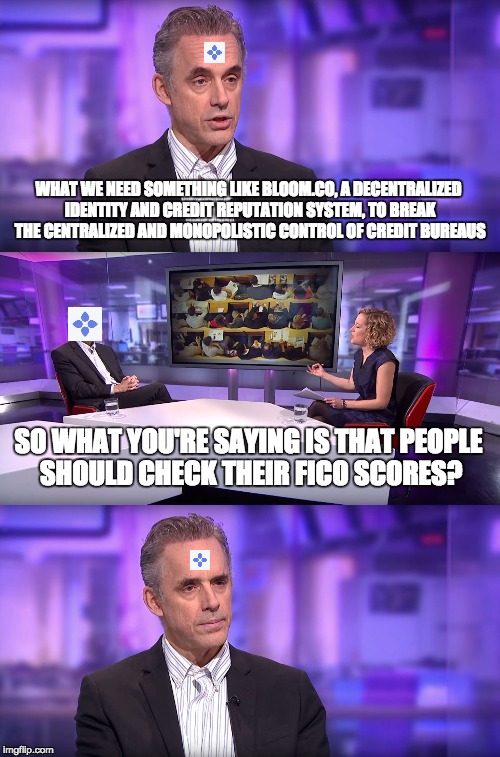 WHAT WE NEED SOMETHING LIKE BLOOM.CO, A DECENTRALIZED
IDENTITY AND CREDIT REPUTATION SYSTEM, TO BREAK
THE CENTRALIZED AND MONOPOLISTIC CONTROL OF CREDIT BUREAUS
SO WHAT YOU'RE SAYING IS THAT PEOPLE
SHOULD CHECK THEIR FICO SCORES?
imgflip.com